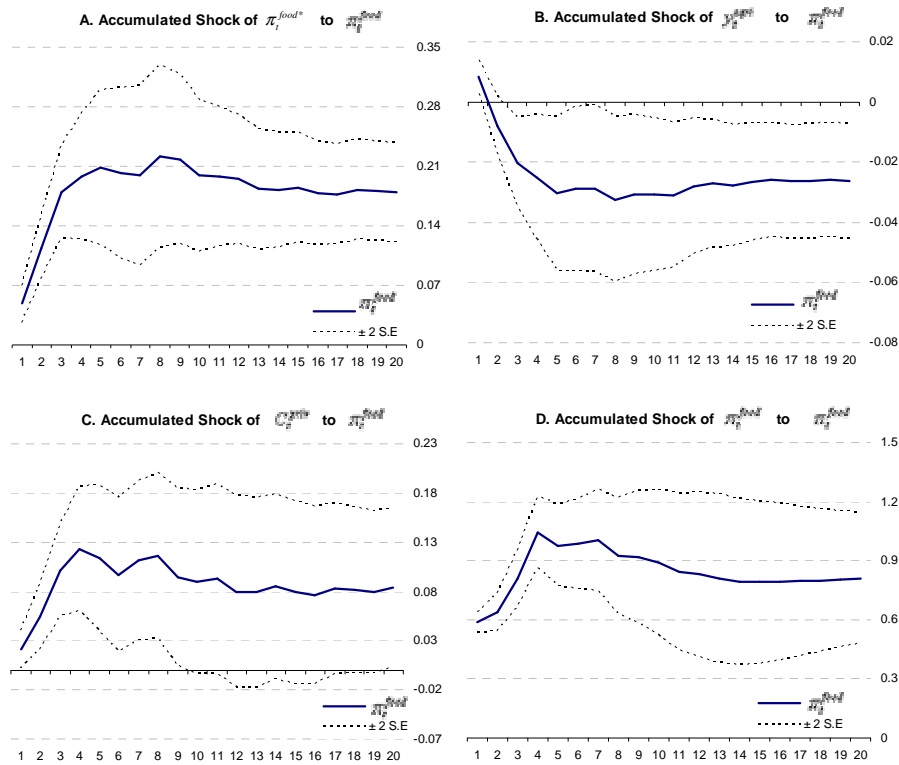 A. Accumulated Shock of π_t^{food*} to π_t^{food}
0.35
0.28
0.21
0.14
0.07
0
π_t^{food}
± 2 S.E
1 2 3 4 5 6 7 8 9 10 11 12 13 14 15 16 17 18 19 20
B. Accumulated Shock of to π_t^{food}
0.02
0
-0.02
-0.04
-0.06
-0.08
π_t^{food}
± 2 S.E
1 2 3 4 5 6 7 8 9 10 11 12 13 14 15 16 17 18 19 20
C. Accumulated Shock of to π_t^{food}
0.23
0.18
0.13
0.08
0.03
-0.02
-0.07
π_t^{food}
± 2 S.E
1 2 3 4 5 6 7 8 9 10 11 12 13 14 15 16 17 18 19 20
D. Accumulated Shock of π_t^{food} to π_t^{food}
1.5
1.2
0.9
0.6
0.3
0
π_t^{food}
± 2 S.E
1 2 3 4 5 6 7 8 9 10 11 12 13 14 15 16 17 18 19 20